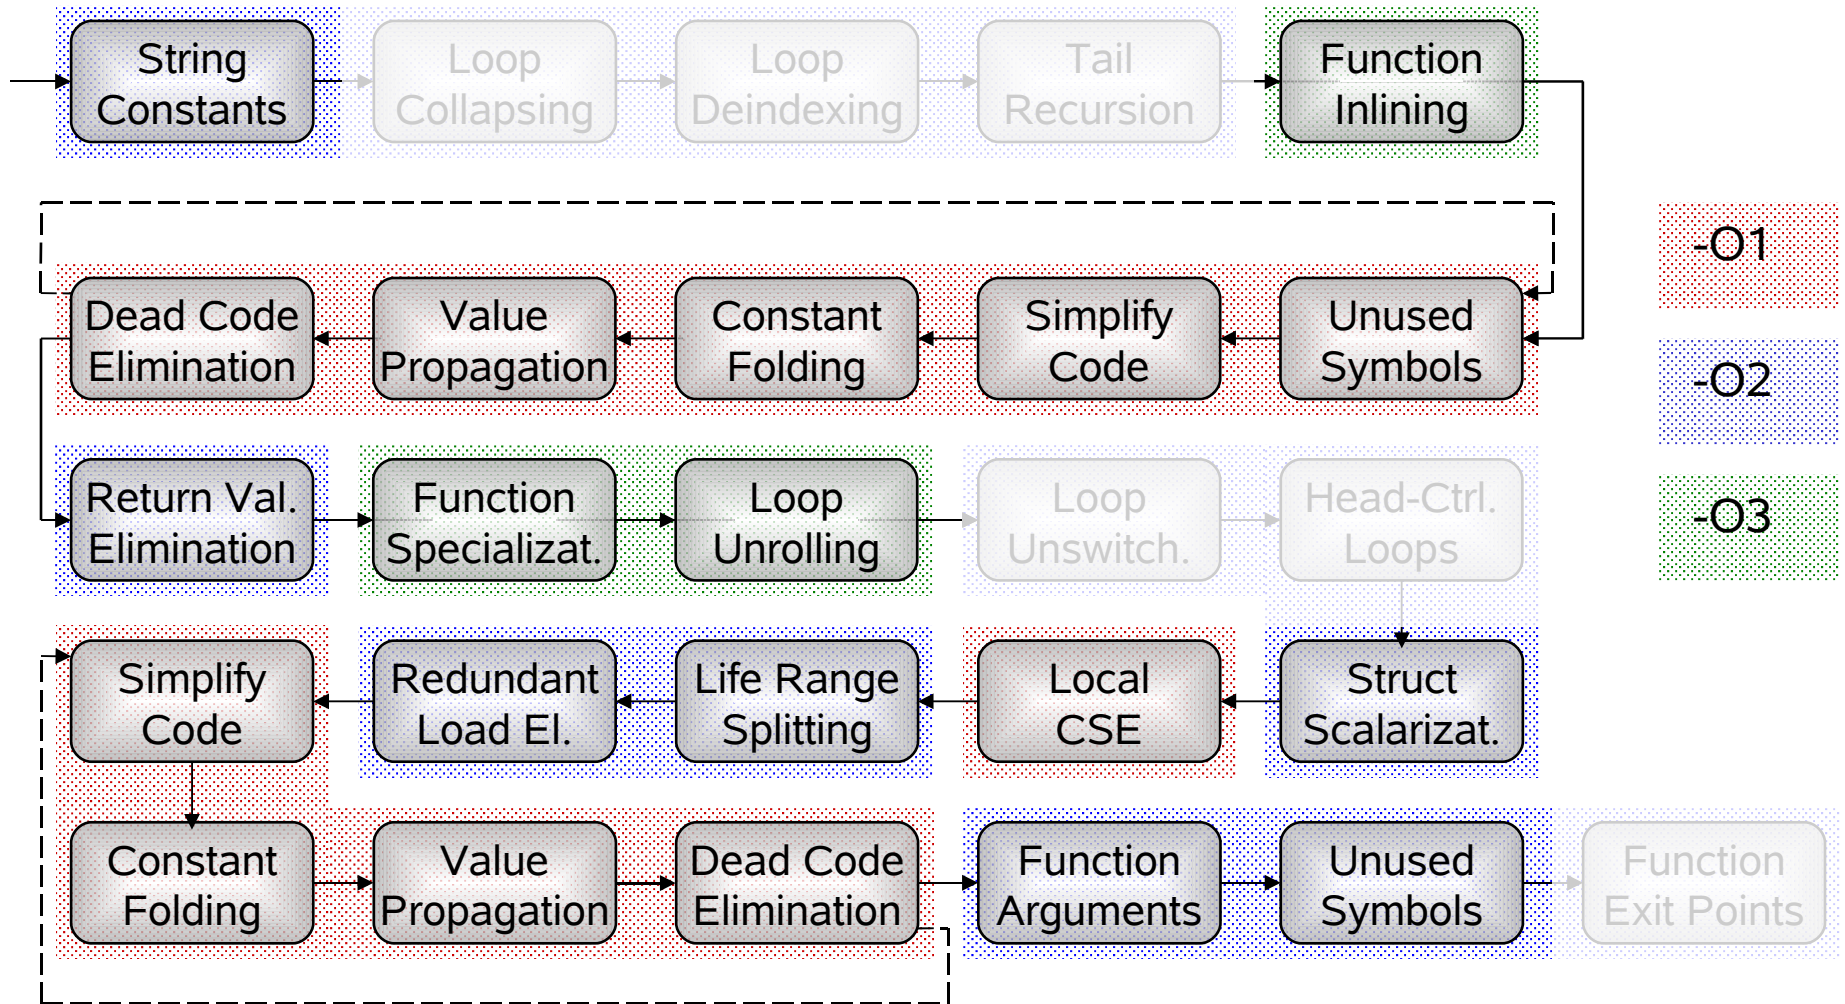 String
Constants
Loop
Collapsing
Loop
Deindexing
Tail
Recursion
Function
Inlining
Dead Code
Elimination
Value
Propagation
Constant
Folding
Simplify
Code
Unused
Symbols
-O1
-O2
-O3
Return Val.
Elimination
Function
Specializat.
Loop
Unrolling
Loop
Unswitch.
Head-Ctrl.
Loops
Simplify
Code
Redundant
Load El.
Life Range
Splitting
Local
CSE
Struct
Scalarizat.
Constant
Folding
Value
Propagation
Dead Code
Elimination
Function
Arguments
Unused
Symbols
Function
Exit Points